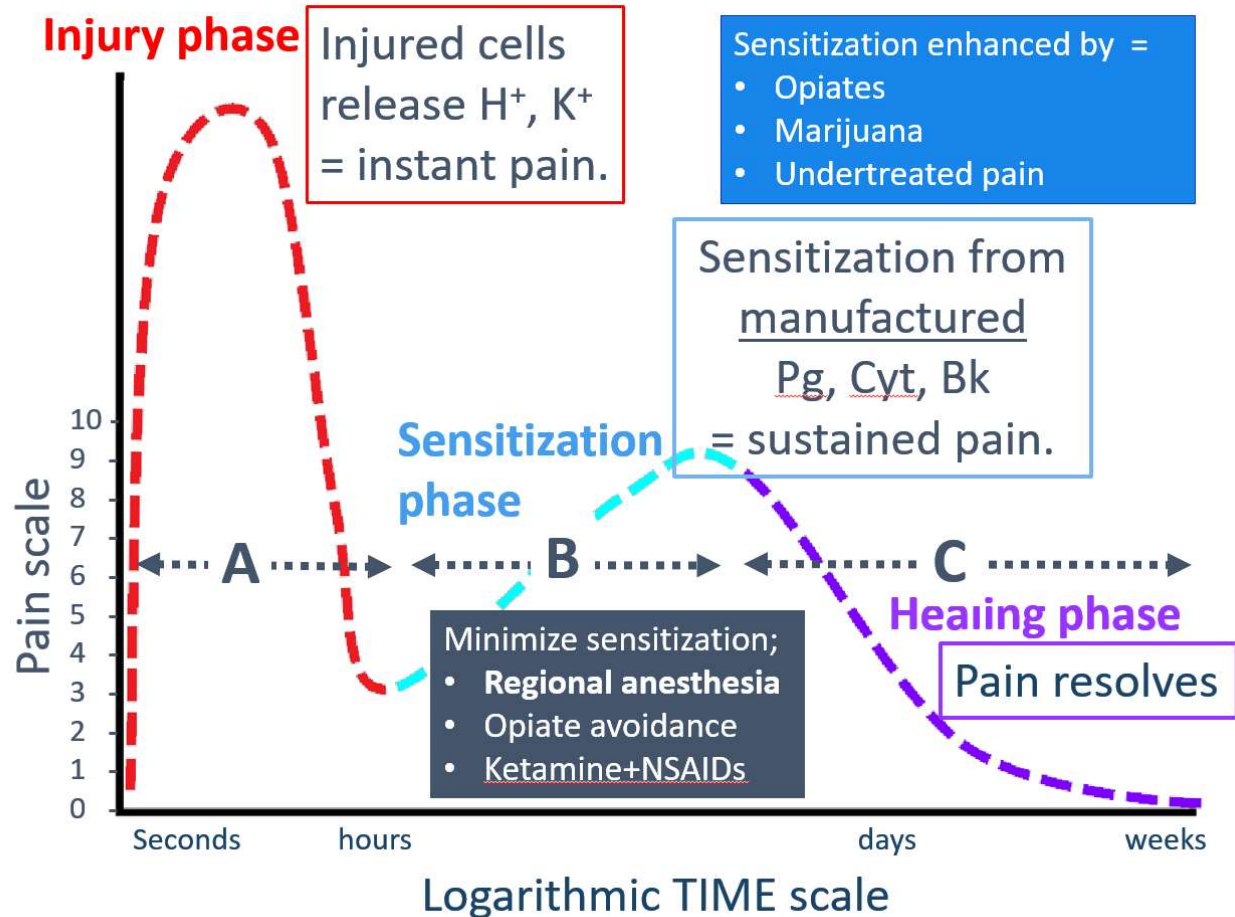 Injury phase
Injured cells
release H⁺, K⁺
= instant pain.
Sensitization enhanced by =
• Opiates
• Marijuana
• Undertreated pain
Sensitization from
manufactured
Pg, Cyt, Bk
= sustained pain.
Sensitization
phase
Pain scale
10
9
8
7
6
5
4
3
2
1
0
A
B
C
Minimize sensitization;
• Regional anesthesia
• Opiate avoidance
• Ketamine+NSAIDs
Healing phase
Pain resolves
Seconds
hours
days
weeks
Logarithmic TIME scale